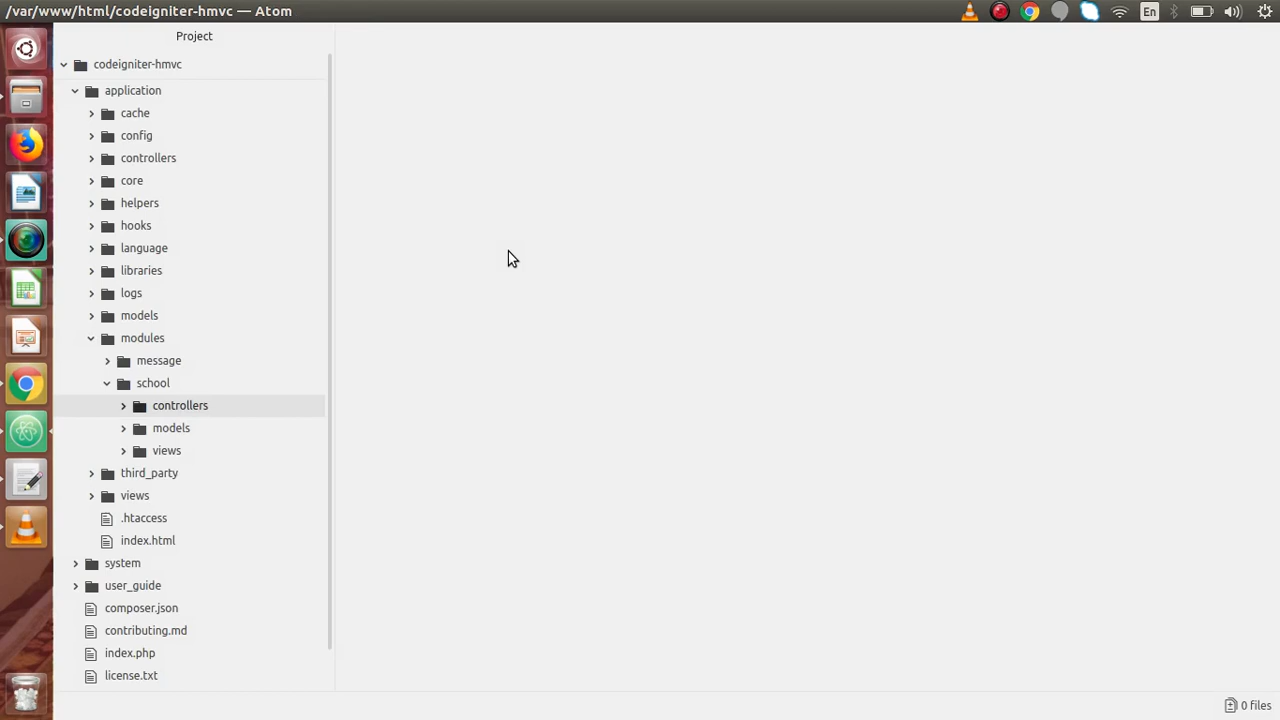 /var/www/html/codeigniter-hmvc — Atom
En
Project
codeigniter-hmvc
application
cache
config
controllers
core
helpers
hooks
language
libraries
logs
models
modules
message
school
controllers
models
views
third_party
views
.htaccess
index.html
system
user_guide
composer.json
contributing.md
index.php
license.txt
0 files